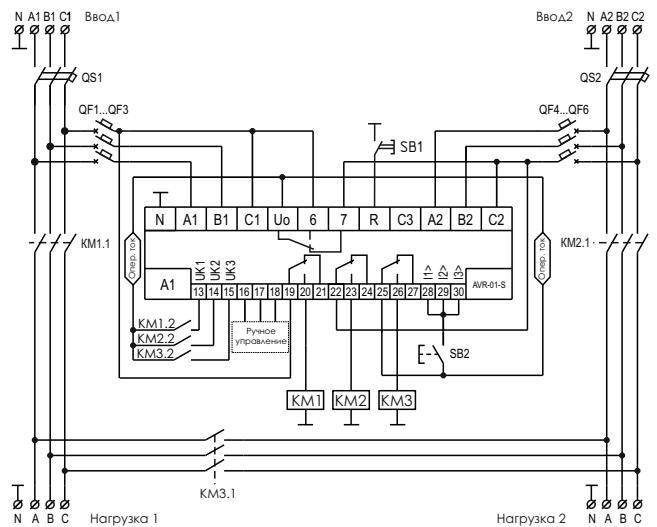 N A1 B1 C1 Ввод1
Ввод2 N A2 B2 C2
QS1
QS2
QF1...QF3
QF4...QF6
SB1
N A1 B1 C1 Uo 6 7 R C3 A2 B2 C2
KM1.1
KM2.1
Опер. ток
Опер. ток
A1
UK1
UK2
UK3
I1>
I2>
I3>
AVR-01-S
13 14 15 16 17 18 19 20 21 22 23 24 25 26 27 28 29 30
KM1.2
KM2.2
KM3.2
Ручное
управление
SB2
KM1 KM2 KM3
KM3.1
N A B C Нагрузка 1
Нагрузка 2 N A B C